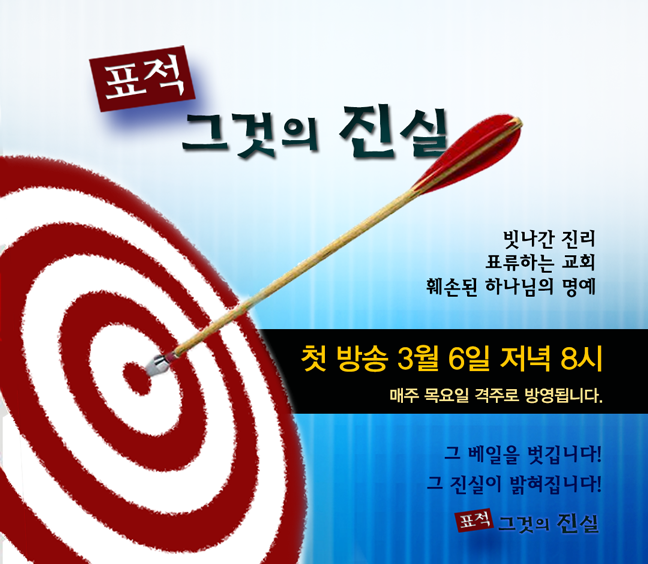 표적
그것의 진실
빗나간 진리
표류하는 교회
훼손된 하나님의 명예
첫 방송 3월 6일 저녁 8시
매주 목요일 격주로 방영됩니다.
그 베일을 벗깁니다!
그 진실이 밝혀집니다!
표적 그것의 진실